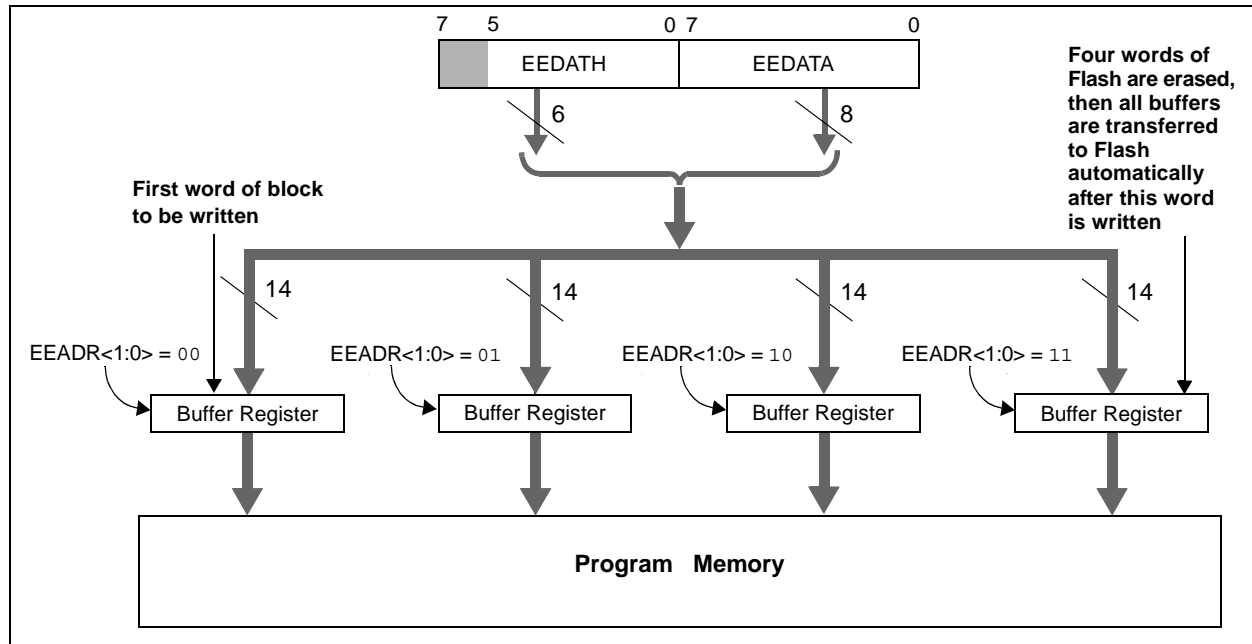 7 5 0 7 0
EEDATH EEDATA
6 8
Four words of
Flash are erased,
then all buffers
are transferred
to Flash
automatically
after this word
is written
First word of block
to be written
14 14 14 14
EEADR<1:0> = 00 EEADR<1:0> = 01 EEADR<1:0> = 10 EEADR<1:0> = 11
Buffer Register Buffer Register Buffer Register Buffer Register
Program Memory